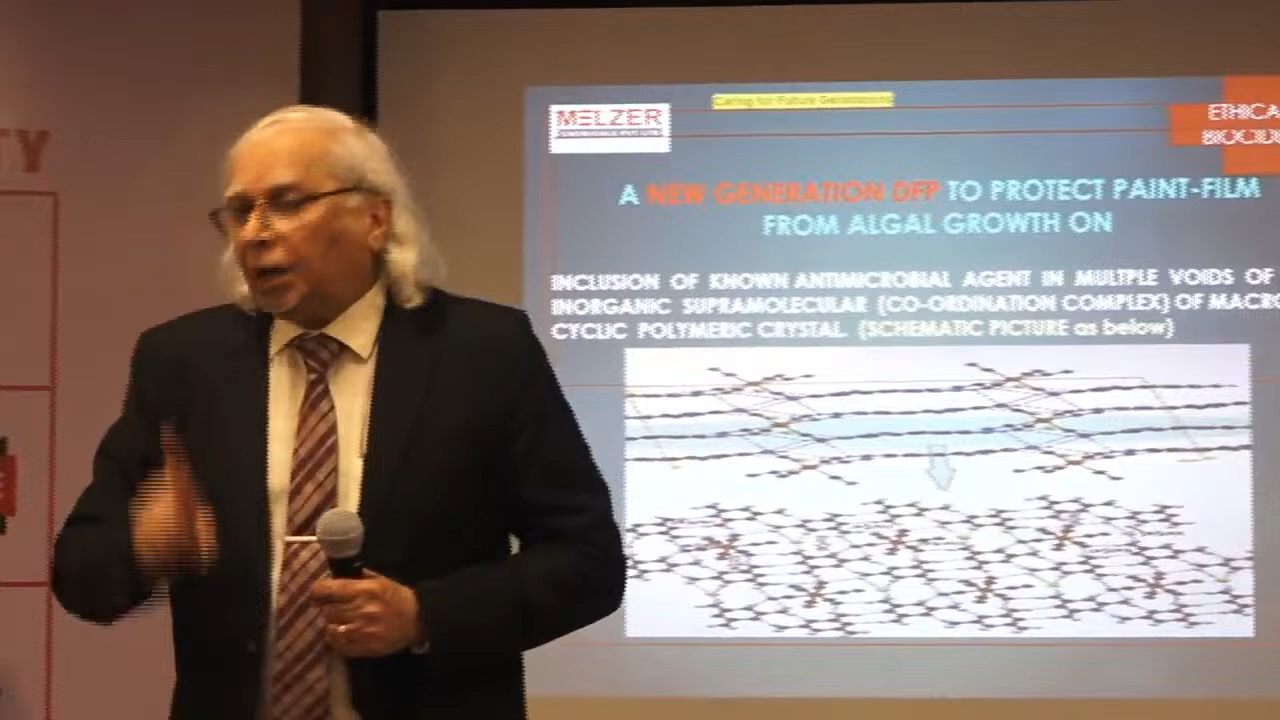 TY
Caring for Future Generations
MELZER
ETHICA
BIOCID
A NEW GENERATION DFP TO PROTECT PAINT-FILM
FROM ALGAL GROWTH ON
INCLUSION OF KNOWN ANTIMICROBIAL AGENT IN MULTPLE VOIDS OF
INORGANIC SUPRAMOLECULAR (CO-ORDINATION COMPLEX) OF MACRO
CYCLIC POLYMERIC CRYSTAL (SCHEMATIC PICTURE as below)